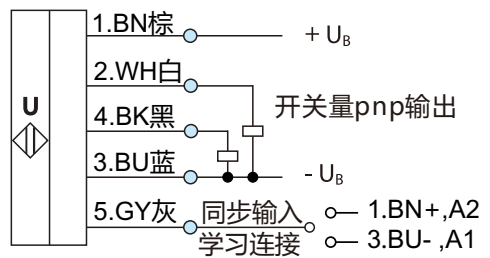 1.BN棕
+ UB
2.WH白
U
开关量pnp输出
4.BK黑
3.BU蓝
- UB
5.GY灰
同步输入
学习连接
1.BN+,A2
3.BU- ,A1